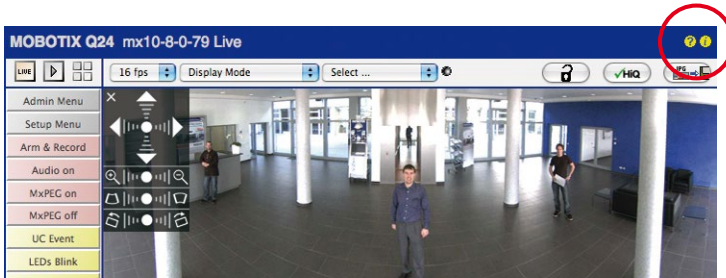 MOBOTIX Q24 mx10-8-0-79 Live
? i
LIVE
16 fps
Display Mode
Select ...
HiQ
JPG
Admin Menu
Setup Menu
Arm & Record
Audio on
MxPEG on
MxPEG off
UC Event
LEDs Blink